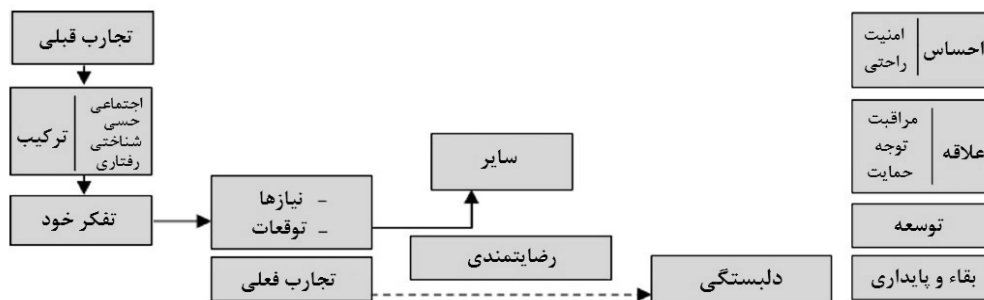 تجارب قبلی
ترکیب
اجتماعی
حسی
شناختی
رفتاری
تفکر خود
- نیازها
- توقعات
تجارب فعلی
سایر
رضایتمندی
دلبستگی
احساس
امنیت
راحتی
علاقه
مراقبت
توجه
حمایت
توسعه
بقاء و پایداری